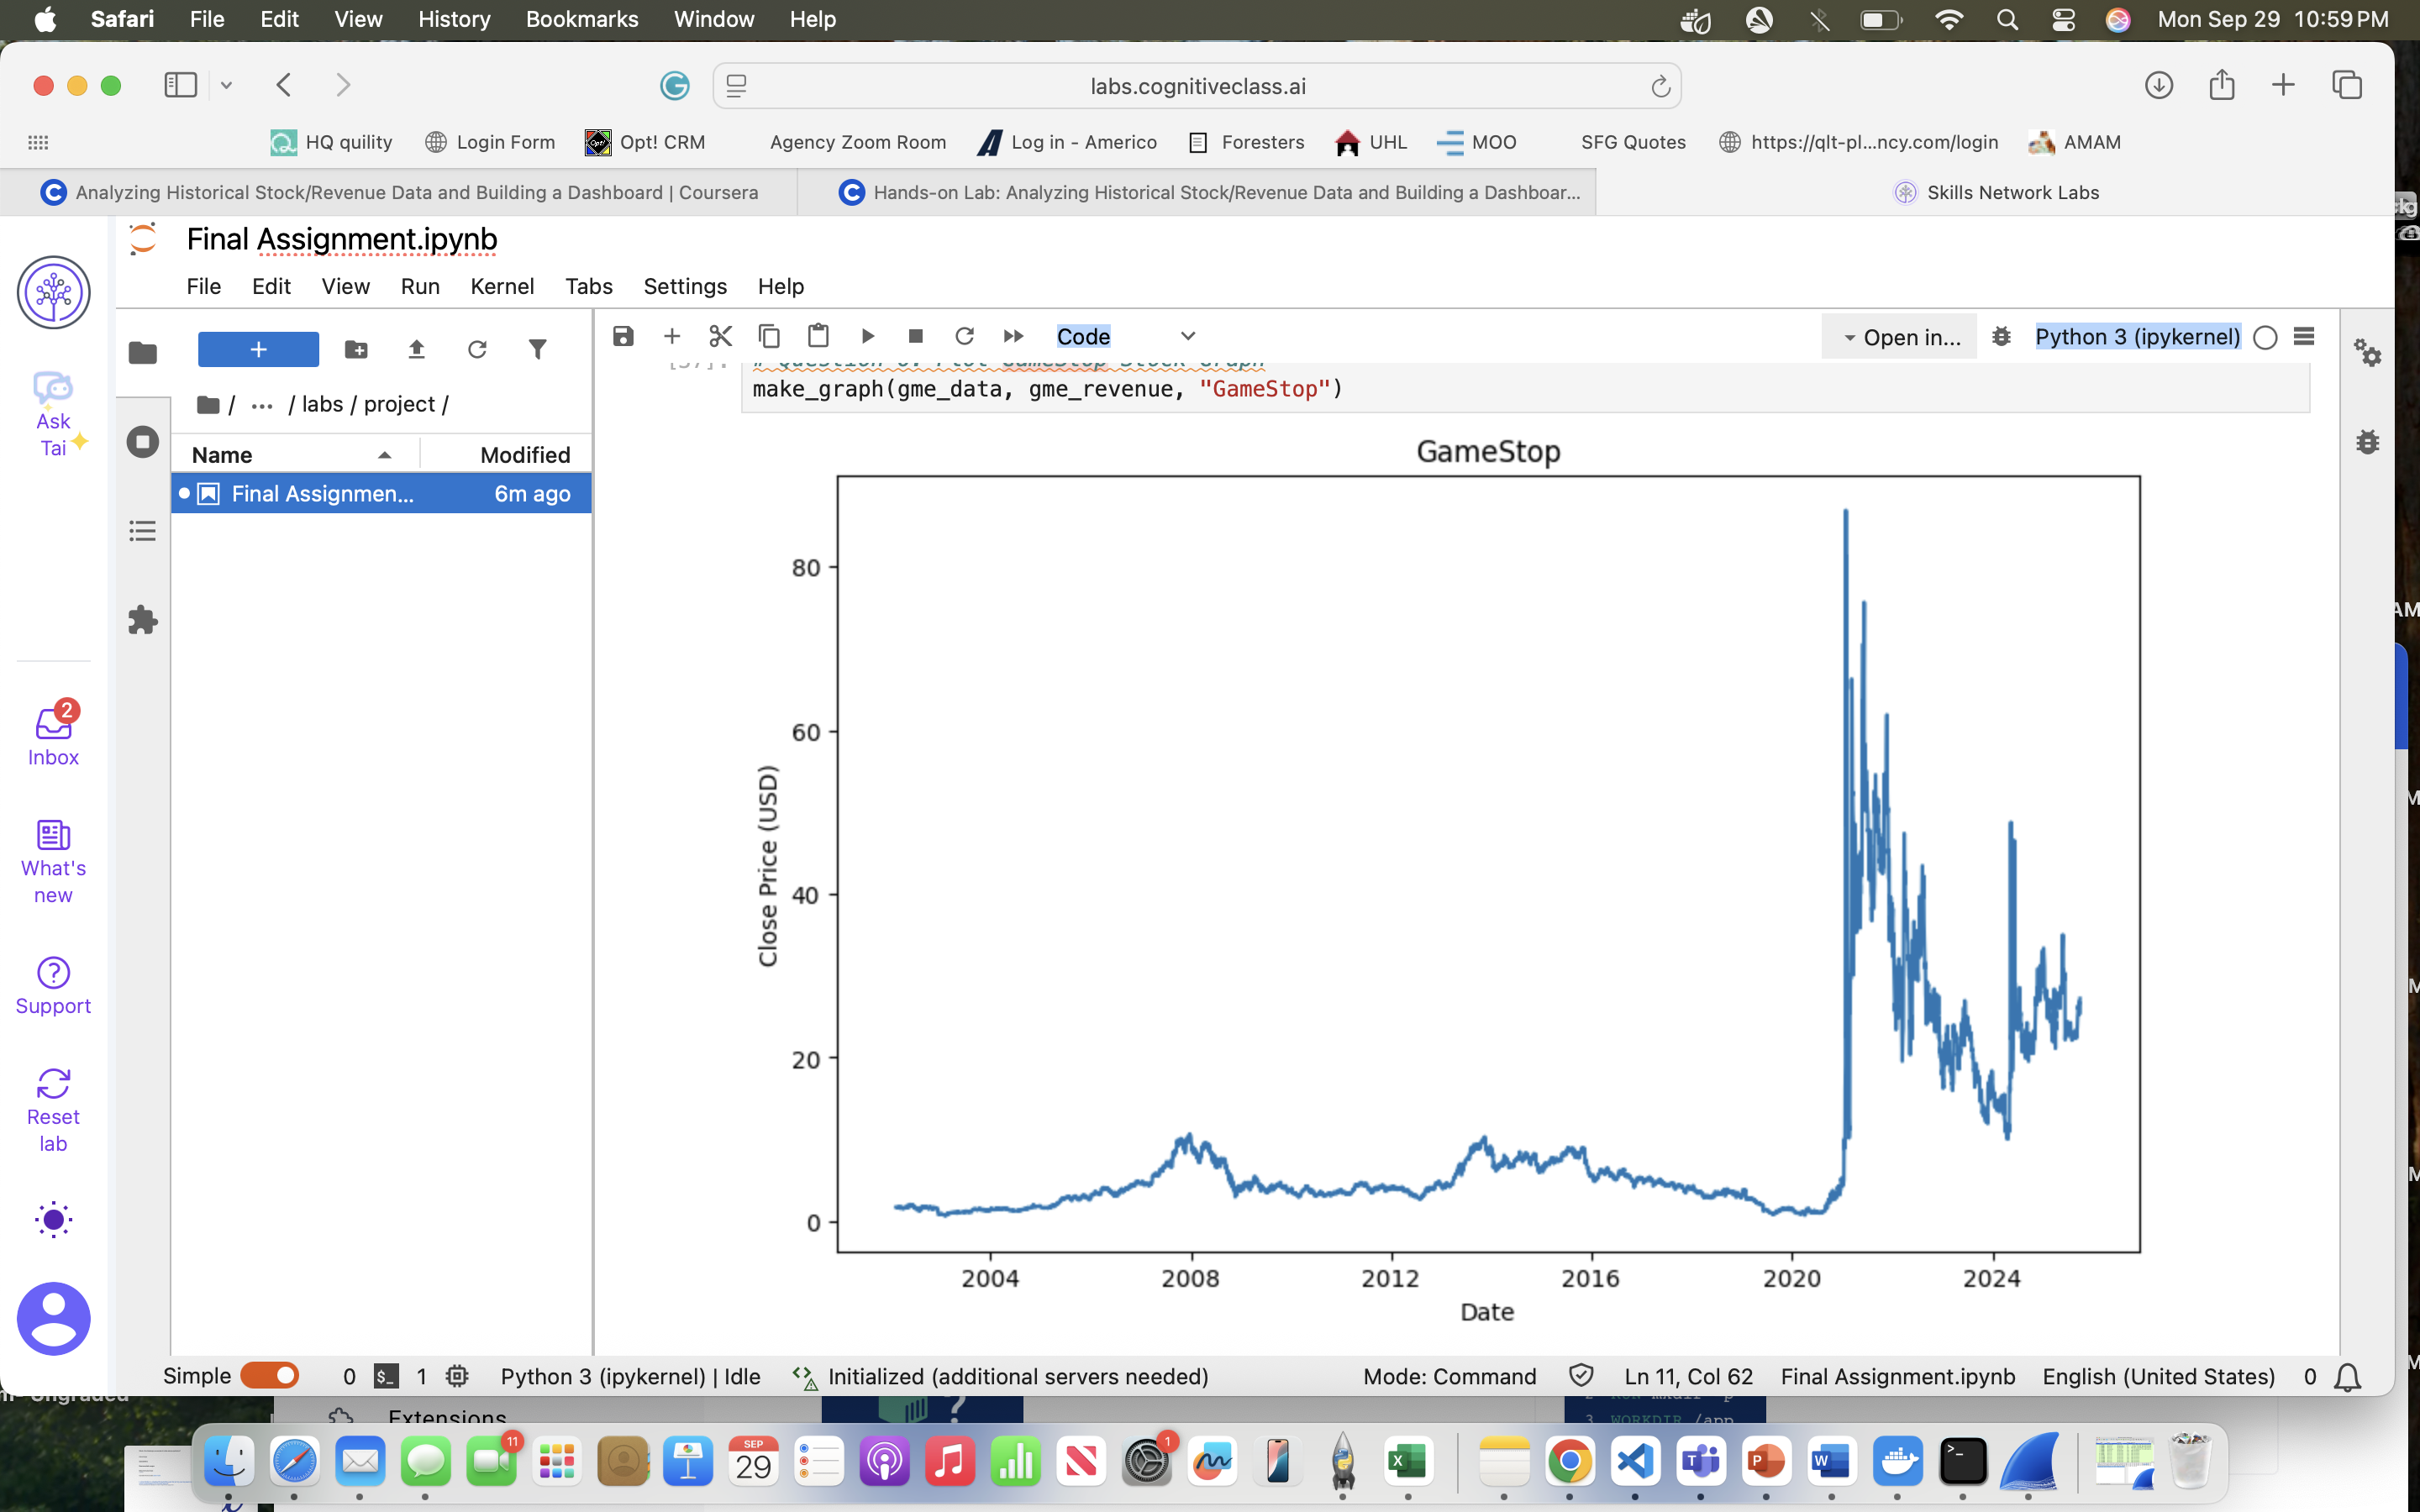 Safari File Edit View History Bookmarks Window Help Mon Sep 29 10:59 PM
labs.cognitiveclass.ai
HQ quility Login Form Opt! CRM Agency Zoom Room Log in - Americo Foresters UHL MOO SFG Quotes https://qlt-pl...ncy.com/login AMAM
Analyzing Historical Stock/Revenue Data and Building a Dashboard | Coursera Hands-on Lab: Analyzing Historical Stock/Revenue Data and Building a Dashboar... Skills Network Labs
Final Assignment.ipynb
File Edit View Run Kernel Tabs Settings Help
Code Open in... Python 3 (ipykernel)
make_graph(gme_data, gme_revenue, "GameStop")
/ ... / labs / project /
Name Modified
Final Assignmen... 6m ago
Ask
Tai
2
Inbox
What's
new
Support
Reset
lab
GameStop
80
60
40
20
0
Close Price (USD)
2004 2008 2012 2016 2020 2024
Date
Simple 0 1 Python 3 (ipykernel) | Idle Initialized (additional servers needed) Mode: Command Ln 11, Col 62 Final Assignment.ipynb English (United States) 0
Extensions
3 WORKDIR /app
11
SEP
29
1